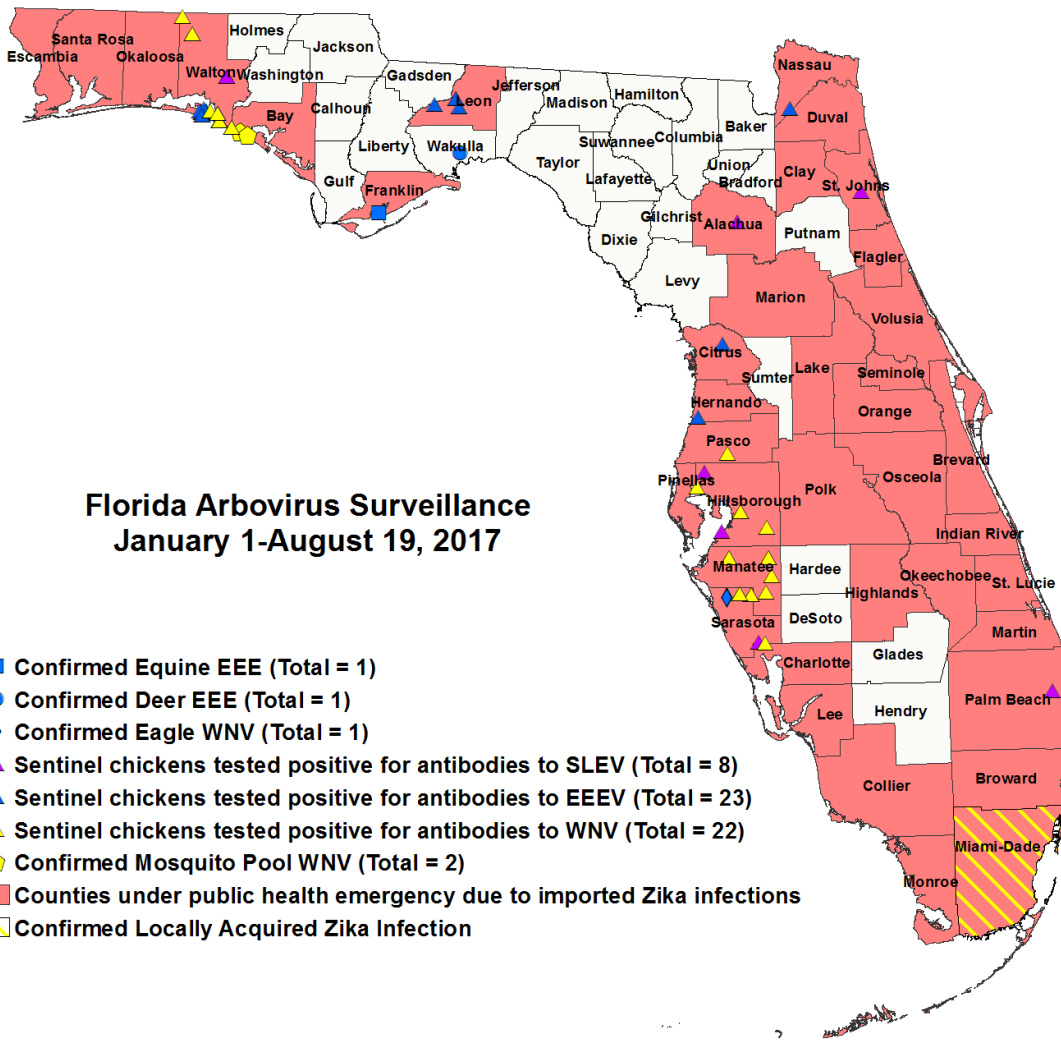 Holmes
Jackson
Santa Rosa
Escambia
Okaloosa
Walton
Washington
Gadsden
Jefferson
Leon
Madison
Hamilton
Nassau
Bay
Calhoun
Liberty
Wakulla
Taylor
Suwannee
Columbia
Baker
Duval
Lafayette
Union
Bradford
Clay
St. Johns
Gulf
Franklin
Gilchrist
Alachua
Dixie
Putnam
Flagler
Levy
Marion
Volusia
Citrus
Sumter
Lake
Seminole
Hernando
Orange
Pasco
Brevard
Pinellas
Hillsborough
Polk
Osceola
Florida Arbovirus Surveillance
January 1-August 19, 2017
Indian River
Manatee
Hardee
Okeechobee
St. Lucie
Highlands
DeSoto
Sarasota
Martin
Charlotte
Glades
Palm Beach
Lee
Hendry
Collier
Broward
Miami-Dade
Monroe
Confirmed Equine EEE (Total = 1)
Confirmed Deer EEE (Total = 1)
Confirmed Eagle WNV (Total = 1)
Sentinel chickens tested positive for antibodies to SLEV (Total = 8)
Sentinel chickens tested positive for antibodies to EEEV (Total = 23)
Sentinel chickens tested positive for antibodies to WNV (Total = 22)
Confirmed Mosquito Pool WNV (Total = 2)
Counties under public health emergency due to imported Zika infections
Confirmed Locally Acquired Zika Infection